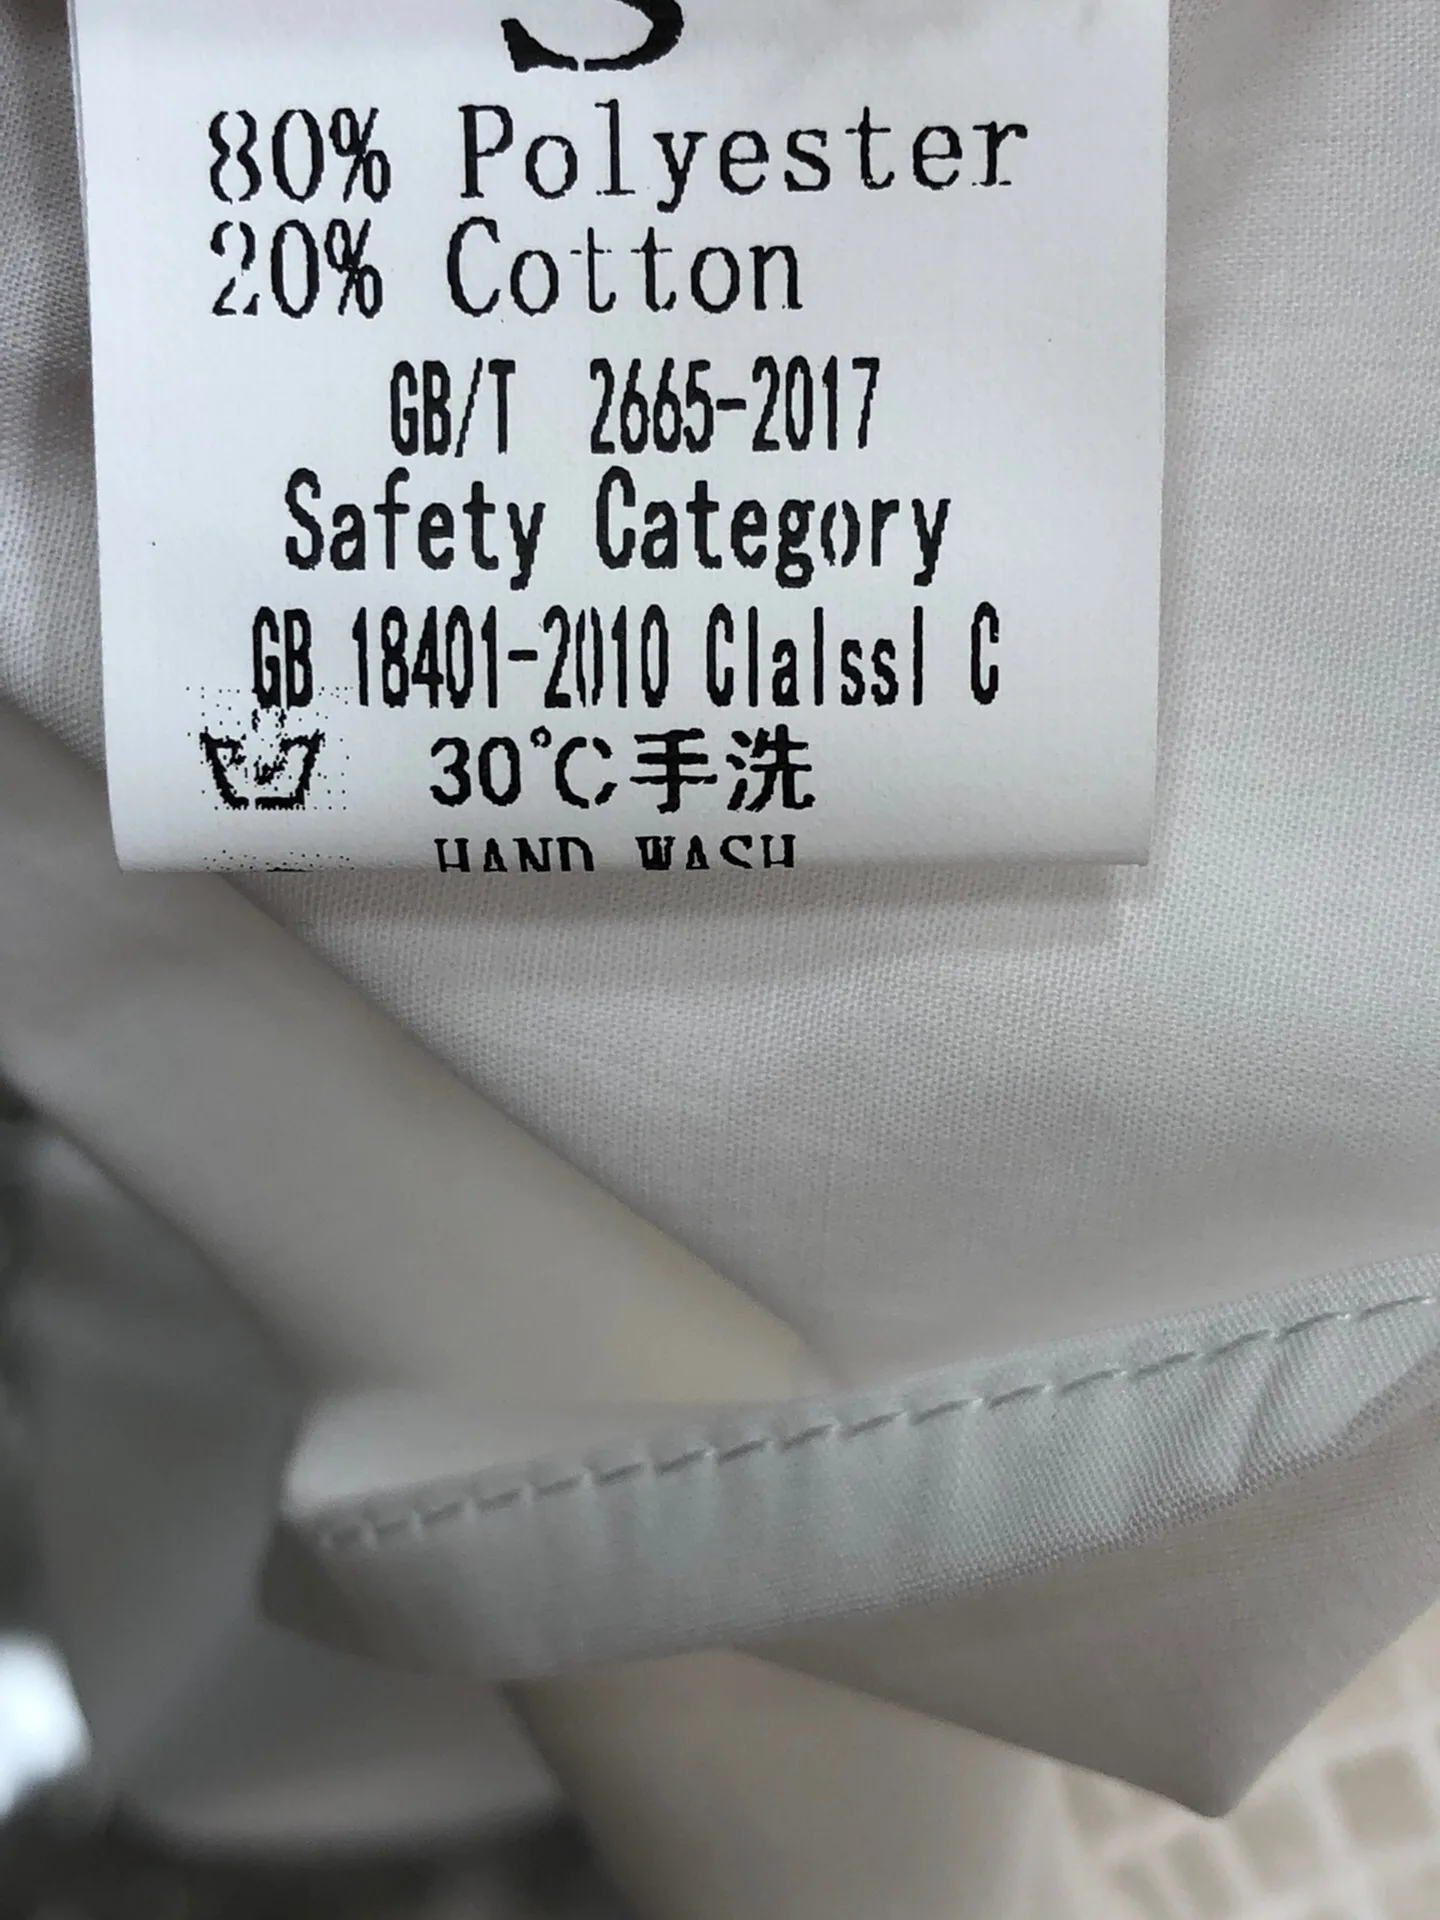 S
80% Polyester
20% Cotton
GB/T 2665-2017
Safety Category
GB 18401-2010 Clalssl C
30℃手洗
HAND WASH